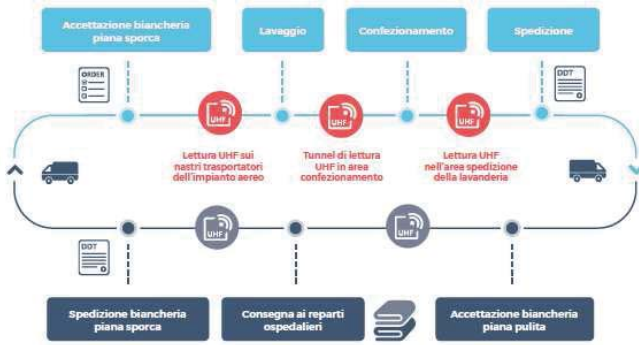 Accettazione biancheria
piana sporca
Lavaggio
Confezionamento
Spedizione
ORDER
DDT
UHF
UHF
UHF
Lettura UHF sui
nastri trasportatori
dell'impianto aereo
Tunnel di lettura
UHF in area
confezionamento
Lettura UHF
nell'area spedizione
della lavanderia
UHF
UHF
DDT
Spedizione biancheria
piana sporca
Consegna ai reparti
ospedalieri
Accettazione biancheria
piana pulita